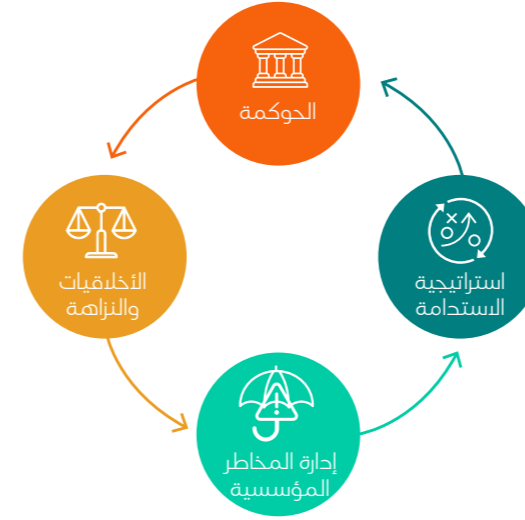 الحوكمة
استراتيجية
الاستدامة
الأخلاقيات
والنزاهة
إدارة المخاطر
المؤسسية